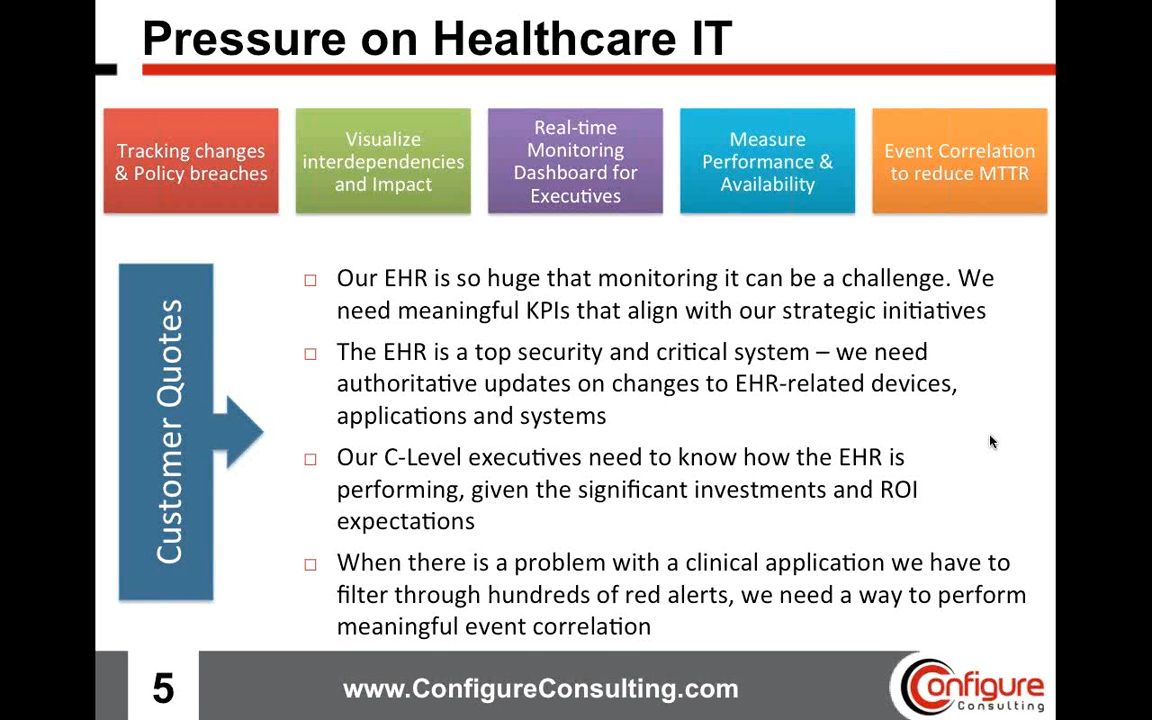 Pressure on Healthcare IT
Tracking changes
& Policy breaches
Visualize
interdependencies
and Impact
Real-time
Monitoring
Dashboard for
Executives
Measure
Performance &
Availability
Event Correlation
to reduce MTTR
Customer Quotes
Our EHR is so huge that monitoring it can be a challenge. We
need meaningful KPIs that align with our strategic initiatives
The EHR is a top security and critical system – we need
authoritative updates on changes to EHR-related devices,
applications and systems
Our C-Level executives need to know how the EHR is
performing, given the significant investments and ROI
expectations
When there is a problem with a clinical application we have to
filter through hundreds of red alerts, we need a way to perform
meaningful event correlation
5
www.ConfigureConsulting.com
Configure
Consulting